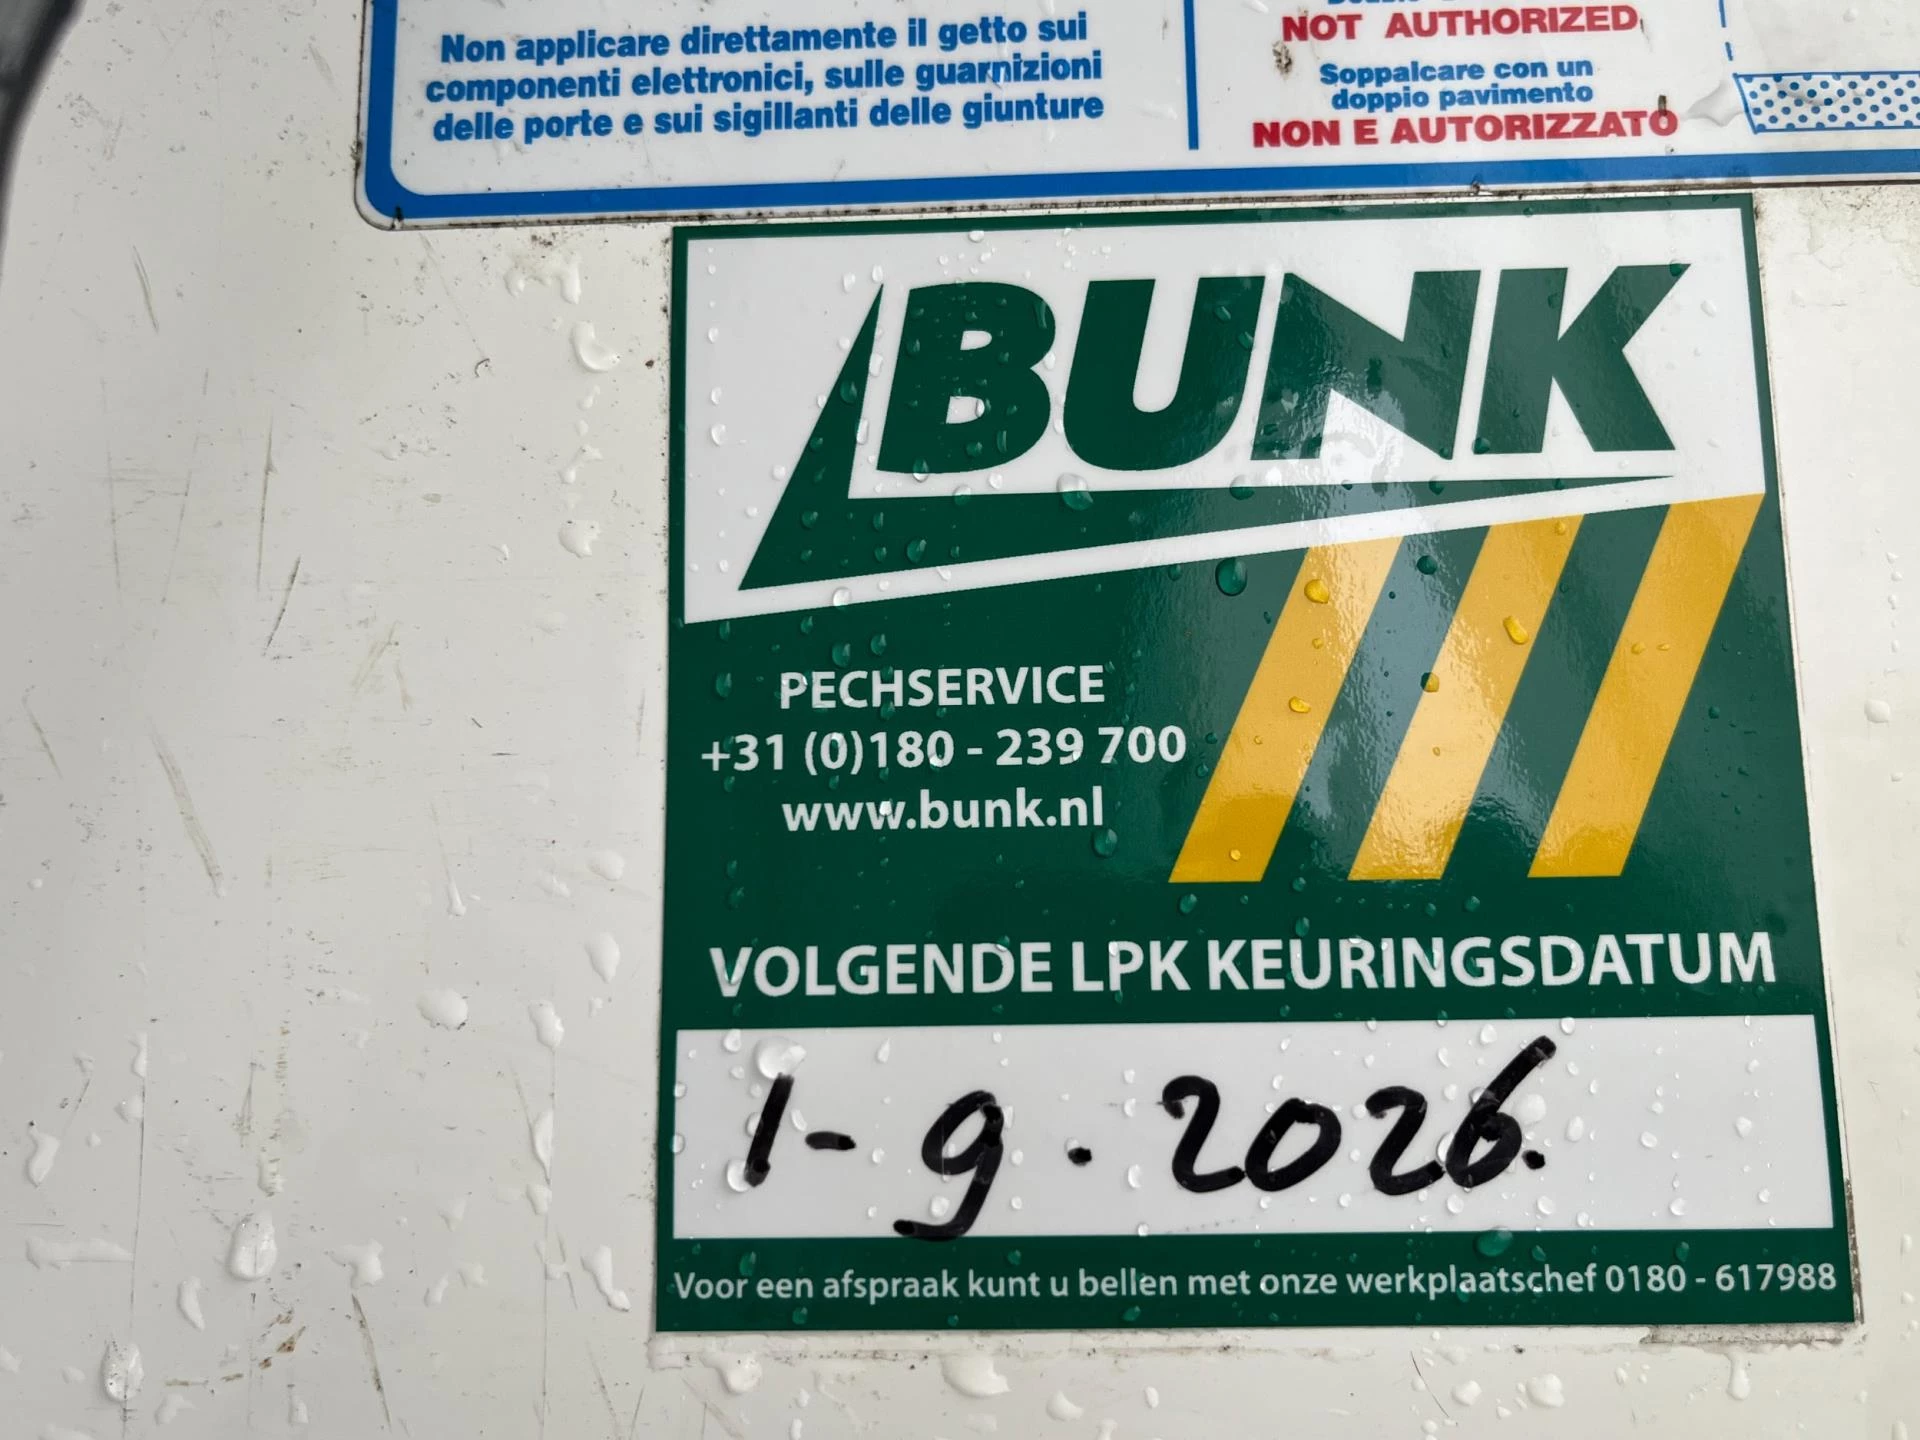 Non applicare direttamente il getto sui
componenti elettronici, sulle guarnizioni
delle porte e sui sigillanti delle giunture
NOT AUTHORIZED
Soppalcare con un
doppio pavimento
NON E AUTORIZZATO
BUNK
PECHSERVICE
+31 (0)180 - 239 700
www.bunk.nl
VOLGENDE LPK KEURINGSDATUM
1-9.2026.
Voor een afspraak kunt u bellen met onze werkplaatschef 0180 - 617988